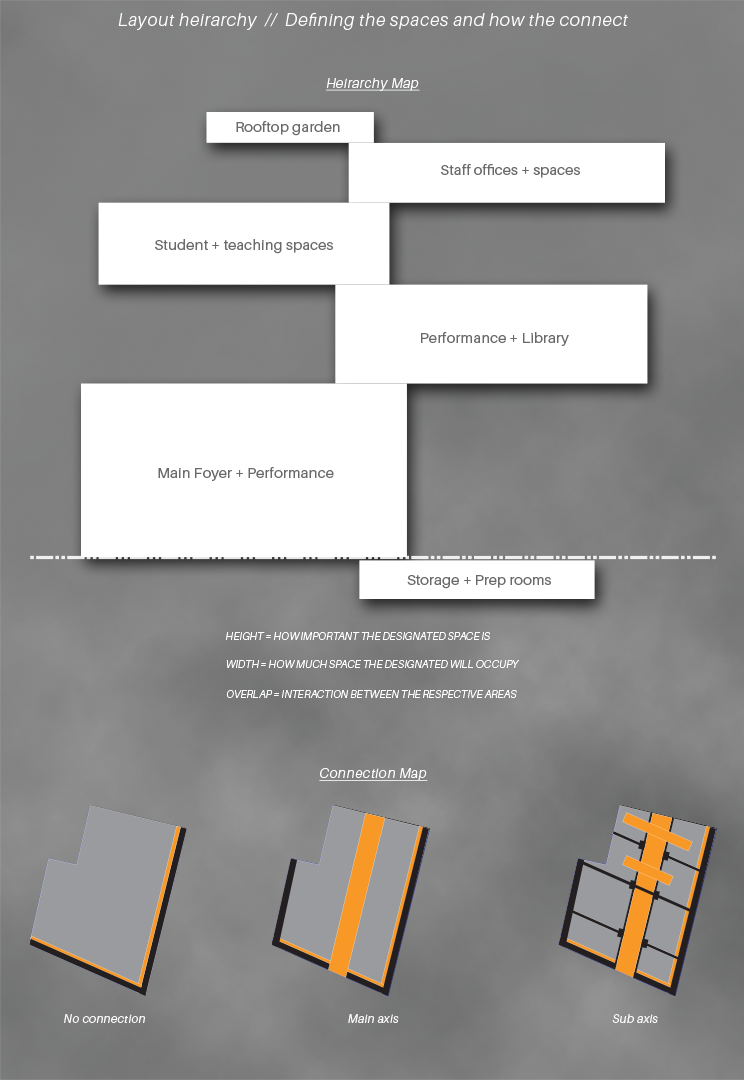 Layout heirarchy // Defining the spaces and how the connect
Heirarchy Map
Rooftop garden
Staff offices + spaces
Student + teaching spaces
Performance + Library
Main Foyer + Performance
Storage + Prep rooms
HEIGHT = HOW IMPORTANT THE DESIGNATED SPACE IS
WIDTH = HOW MUCH SPACE THE DESIGNATED WILL OCCUPY
OVERLAP = INTERACTION BETWEEN THE RESPECTIVE AREAS
Connection Map
No connection
Main axis
Sub axis